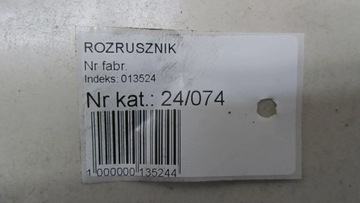 ROZRUSZNIK
Nr fabr.
Indeks: 013524
Nr kat.: 24/074
1 000000 135244